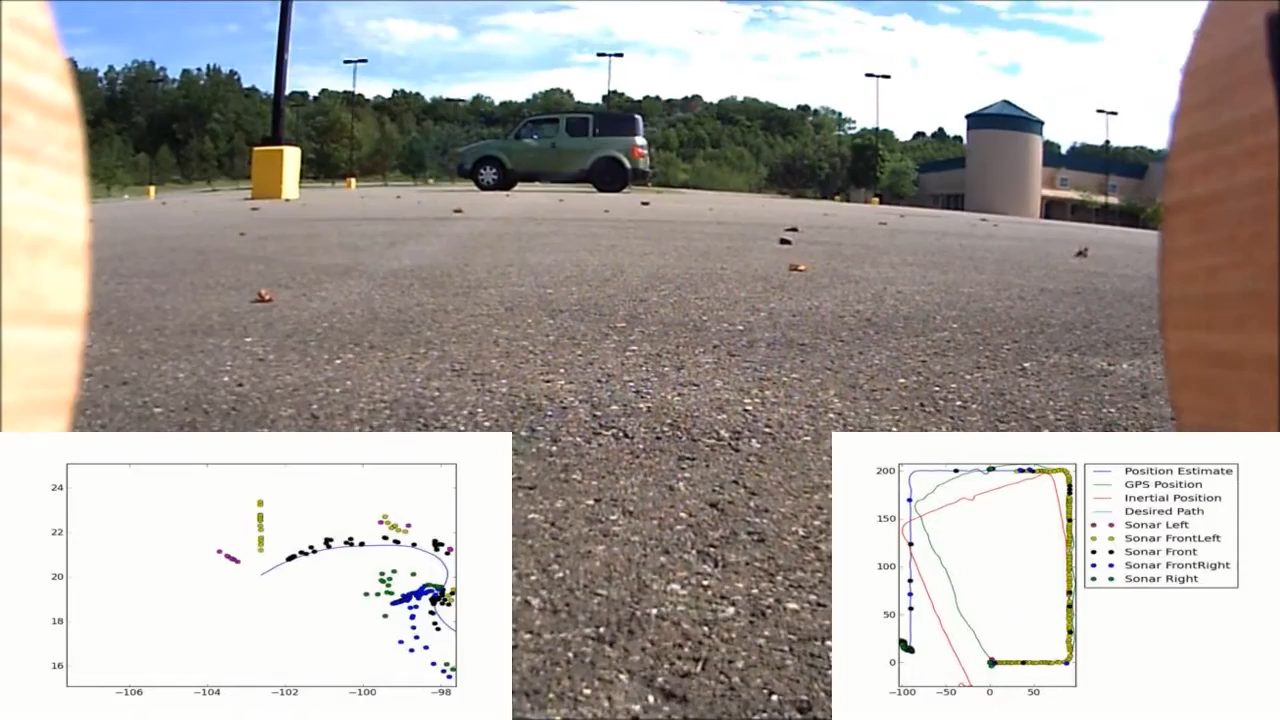 24
22
20
18
16
−106
−104
−102
−100
−98
200
150
100
50
0
−100
−50
0
50
Position Estimate
GPS Position
Inertial Position
Desired Path
Sonar Left
Sonar FrontLeft
Sonar Front
Sonar FrontRight
Sonar Right